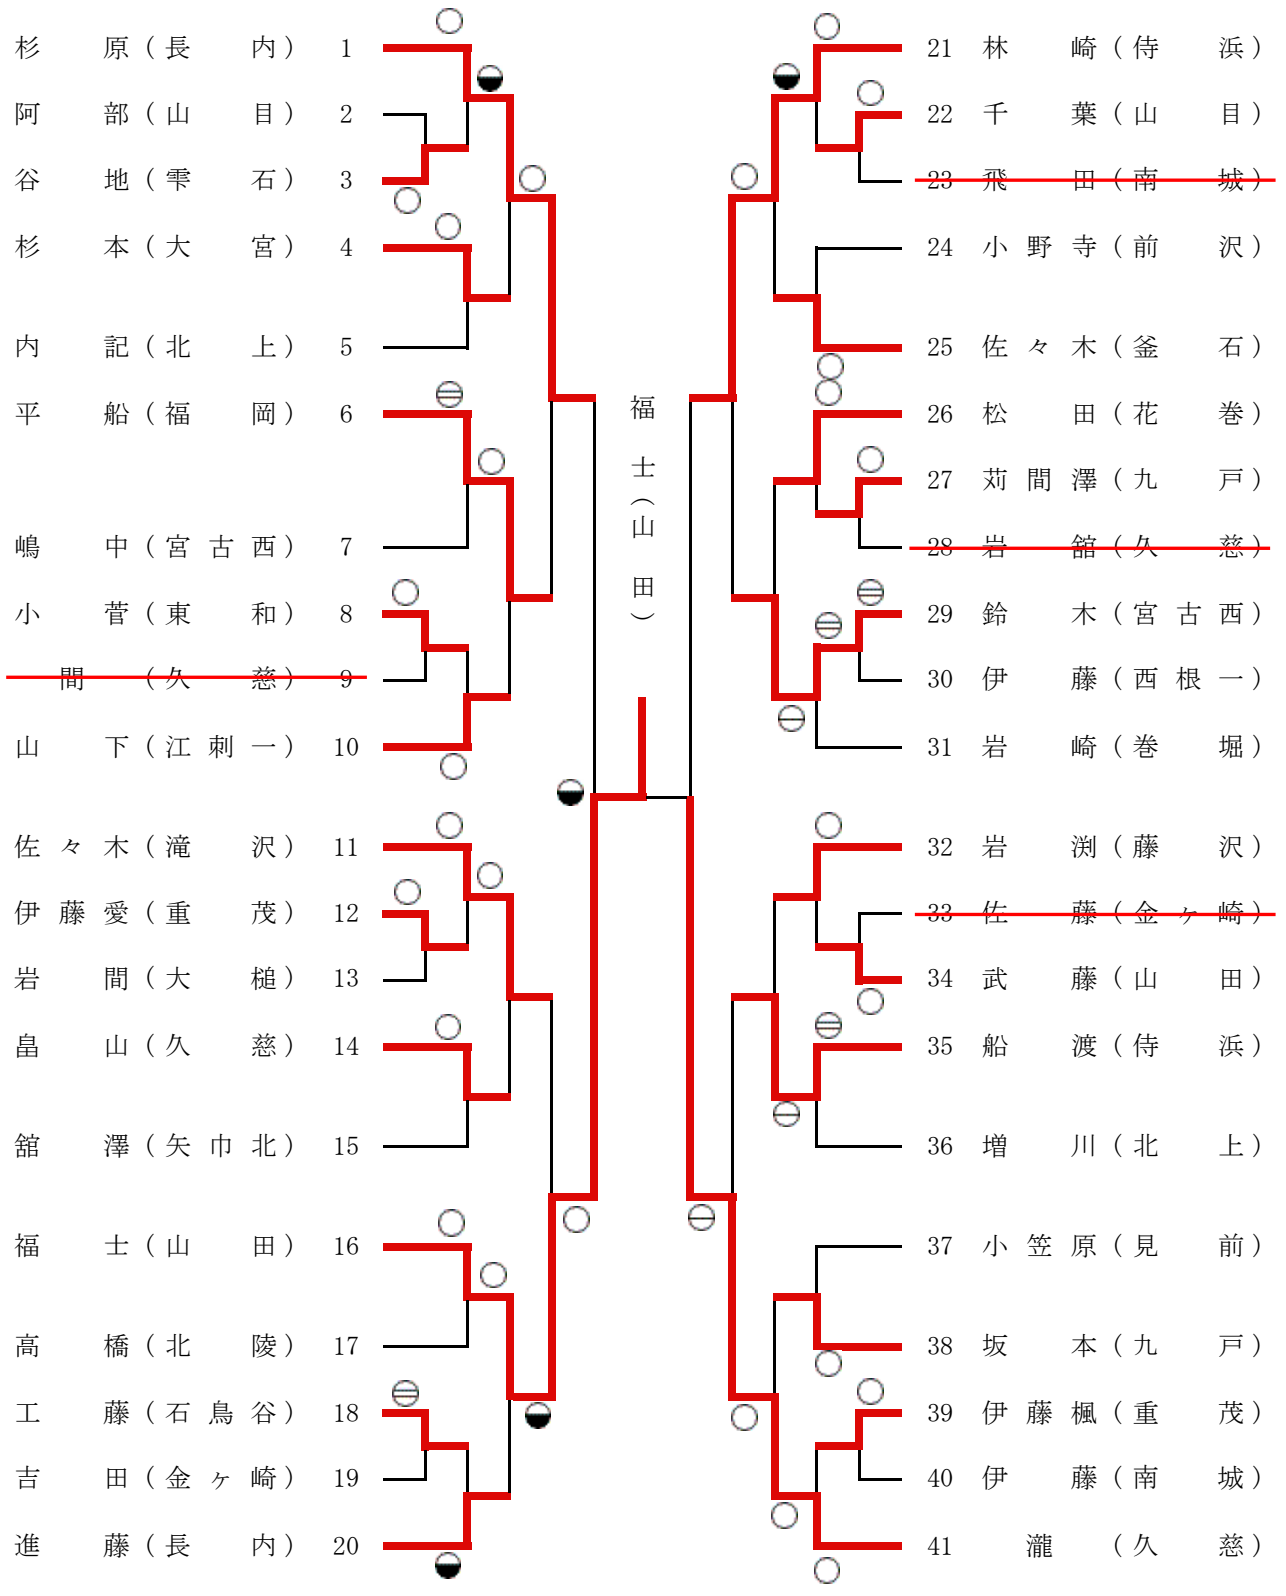 杉原（長内） 1
阿部（山目） 2
谷地（雫石） 3
杉本（大宮） 4
内記（北上） 5
平船（福岡） 6
嶋中（宮古西） 7
小菅（東和） 8
間（久慈） 9
山下（江刺一） 10
佐々木（滝沢） 11
伊藤愛（重茂） 12
岩間（大槌） 13
畠山（久慈） 14
舘澤（矢巾北） 15
福士（山田） 16
高橋（北陵） 17
工藤（石鳥谷） 18
吉田（金ヶ崎） 19
進藤（長内） 20
福士（山田）
21 林崎（侍浜）
22 千葉（山目）
23 飛田（南城）
24 小野寺（前沢）
25 佐々木（釜石）
26 松田（花巻）
27 苅間澤（九戸）
28 岩舘（久慈）
29 鈴木（宮古西）
30 伊藤（西根一）
31 岩崎（巻堀）
32 岩渕（藤沢）
33 佐藤（金ヶ崎）
34 武藤（山田）
35 船渡（侍浜）
36 増川（北上）
37 小笠原（見前）
38 坂本（九戸）
39 伊藤楓（重茂）
40 伊藤（南城）
41 瀧（久慈）